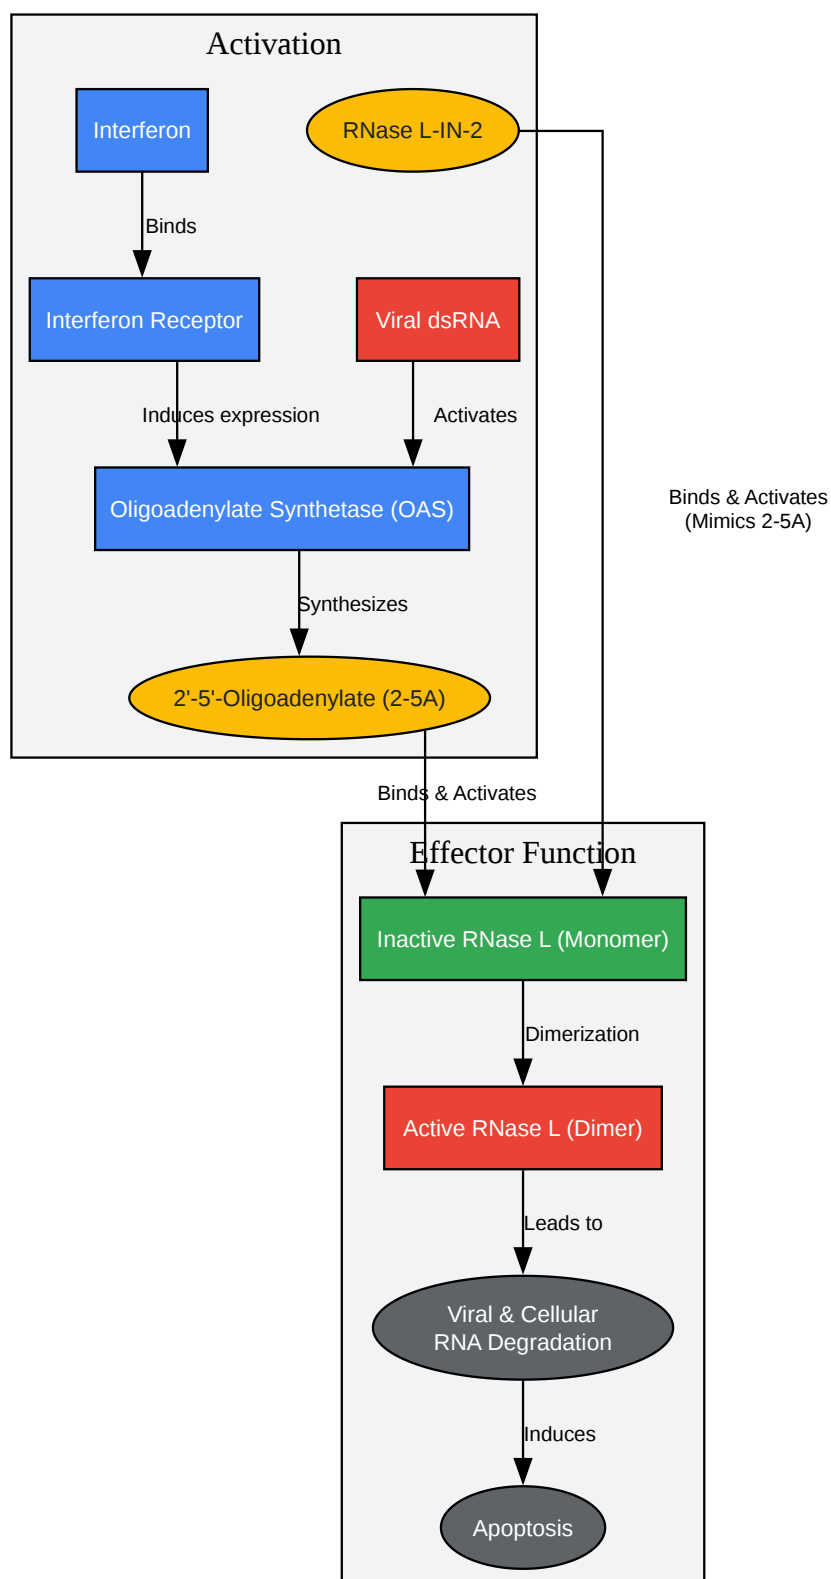 Activation
Interferon
RNase L-IN-2
Binds
Interferon Receptor
Viral dsRNA
Induces expression
Activates
Oligoadenylate Synthetase (OAS)
Binds & Activates
(Mimics 2-5A)
Synthesizes
2'-5'-Oligoadenylate (2-5A)
Binds & Activates
Effector Function
Inactive RNase L (Monomer)
Dimerization
Active RNase L (Dimer)
Leads to
Viral & Cellular
RNA Degradation
Induces
Apoptosis